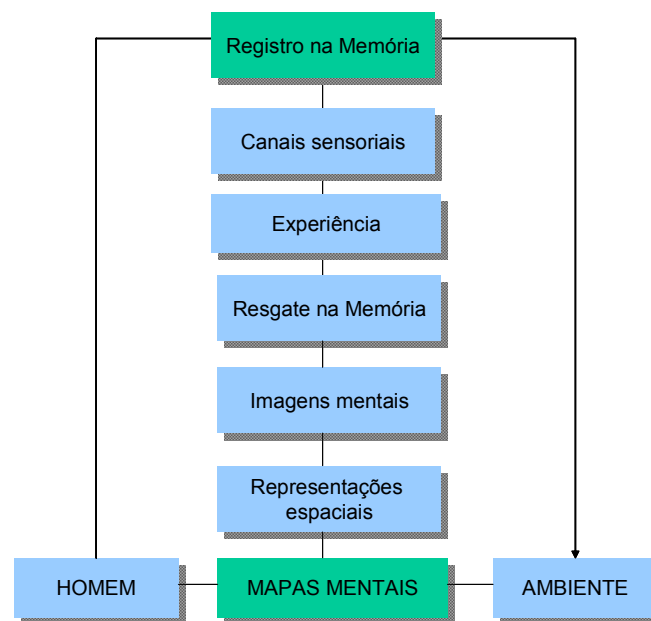 Registro na Memória
Canais sensoriais
Experiência
Resgate na Memória
Imagens mentais
Representações
espaciais
HOMEM
MAPAS MENTAIS
AMBIENTE